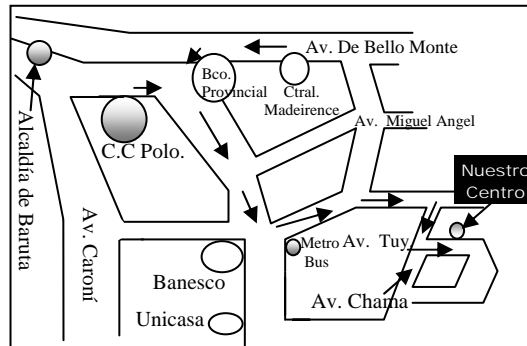 Av. De Bello Monte
Bco.
Provincial
Ctral.
Madeirence
Av. Miguel Angel
C.C Polo.
Alcaldía de Baruta
Av. Caroní
Nuestro
Centro
Metro
Bus
Av. Tuy
Banesco
Av. Chama
Unicasa